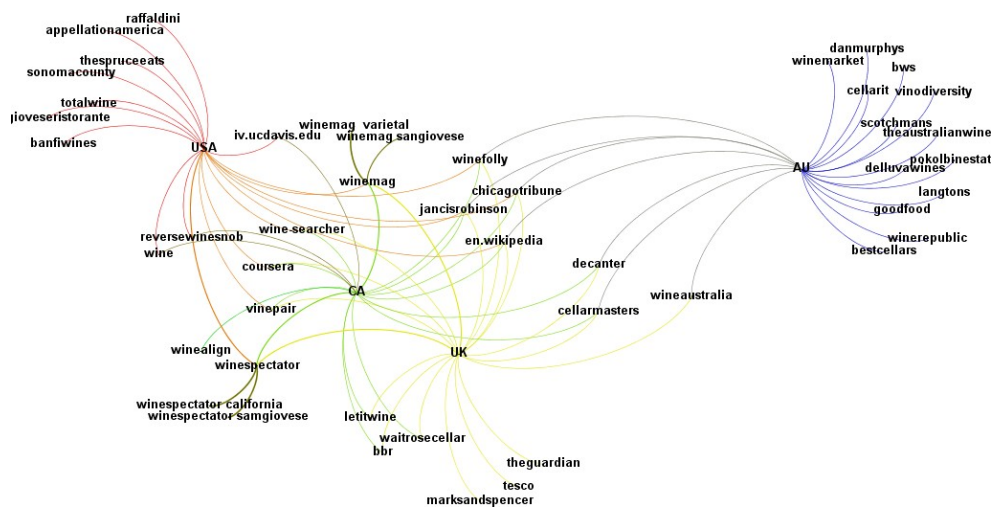 raffaldini
appellationamerica
thespruceeats
sonomacounty
totalwine
gioveseristorante
banfiwines
USA
iv.ucdavis.edu
winemag varietal
winemag sangiovese
winemag
winefolly
chicagotribune
jancisrobinson
en.wikipedia
danmurphys
winemarket
bws
cellarit
vinodiversity
scotchmans
theaustralianwine
AU
pokolbinestat
delluvawines
langtons
goodfood
winerepublic
bestcellars
reversewinesnob
wine
wine-searcher
coursera
CA
vinepair
decanter
wineaustralia
cellarmasters
winealign
winespectator
UK
winespectator california
winespectator samgiovese
letitwine
waitrosecellar
bbr
theguardian
tesco
marksandspencer